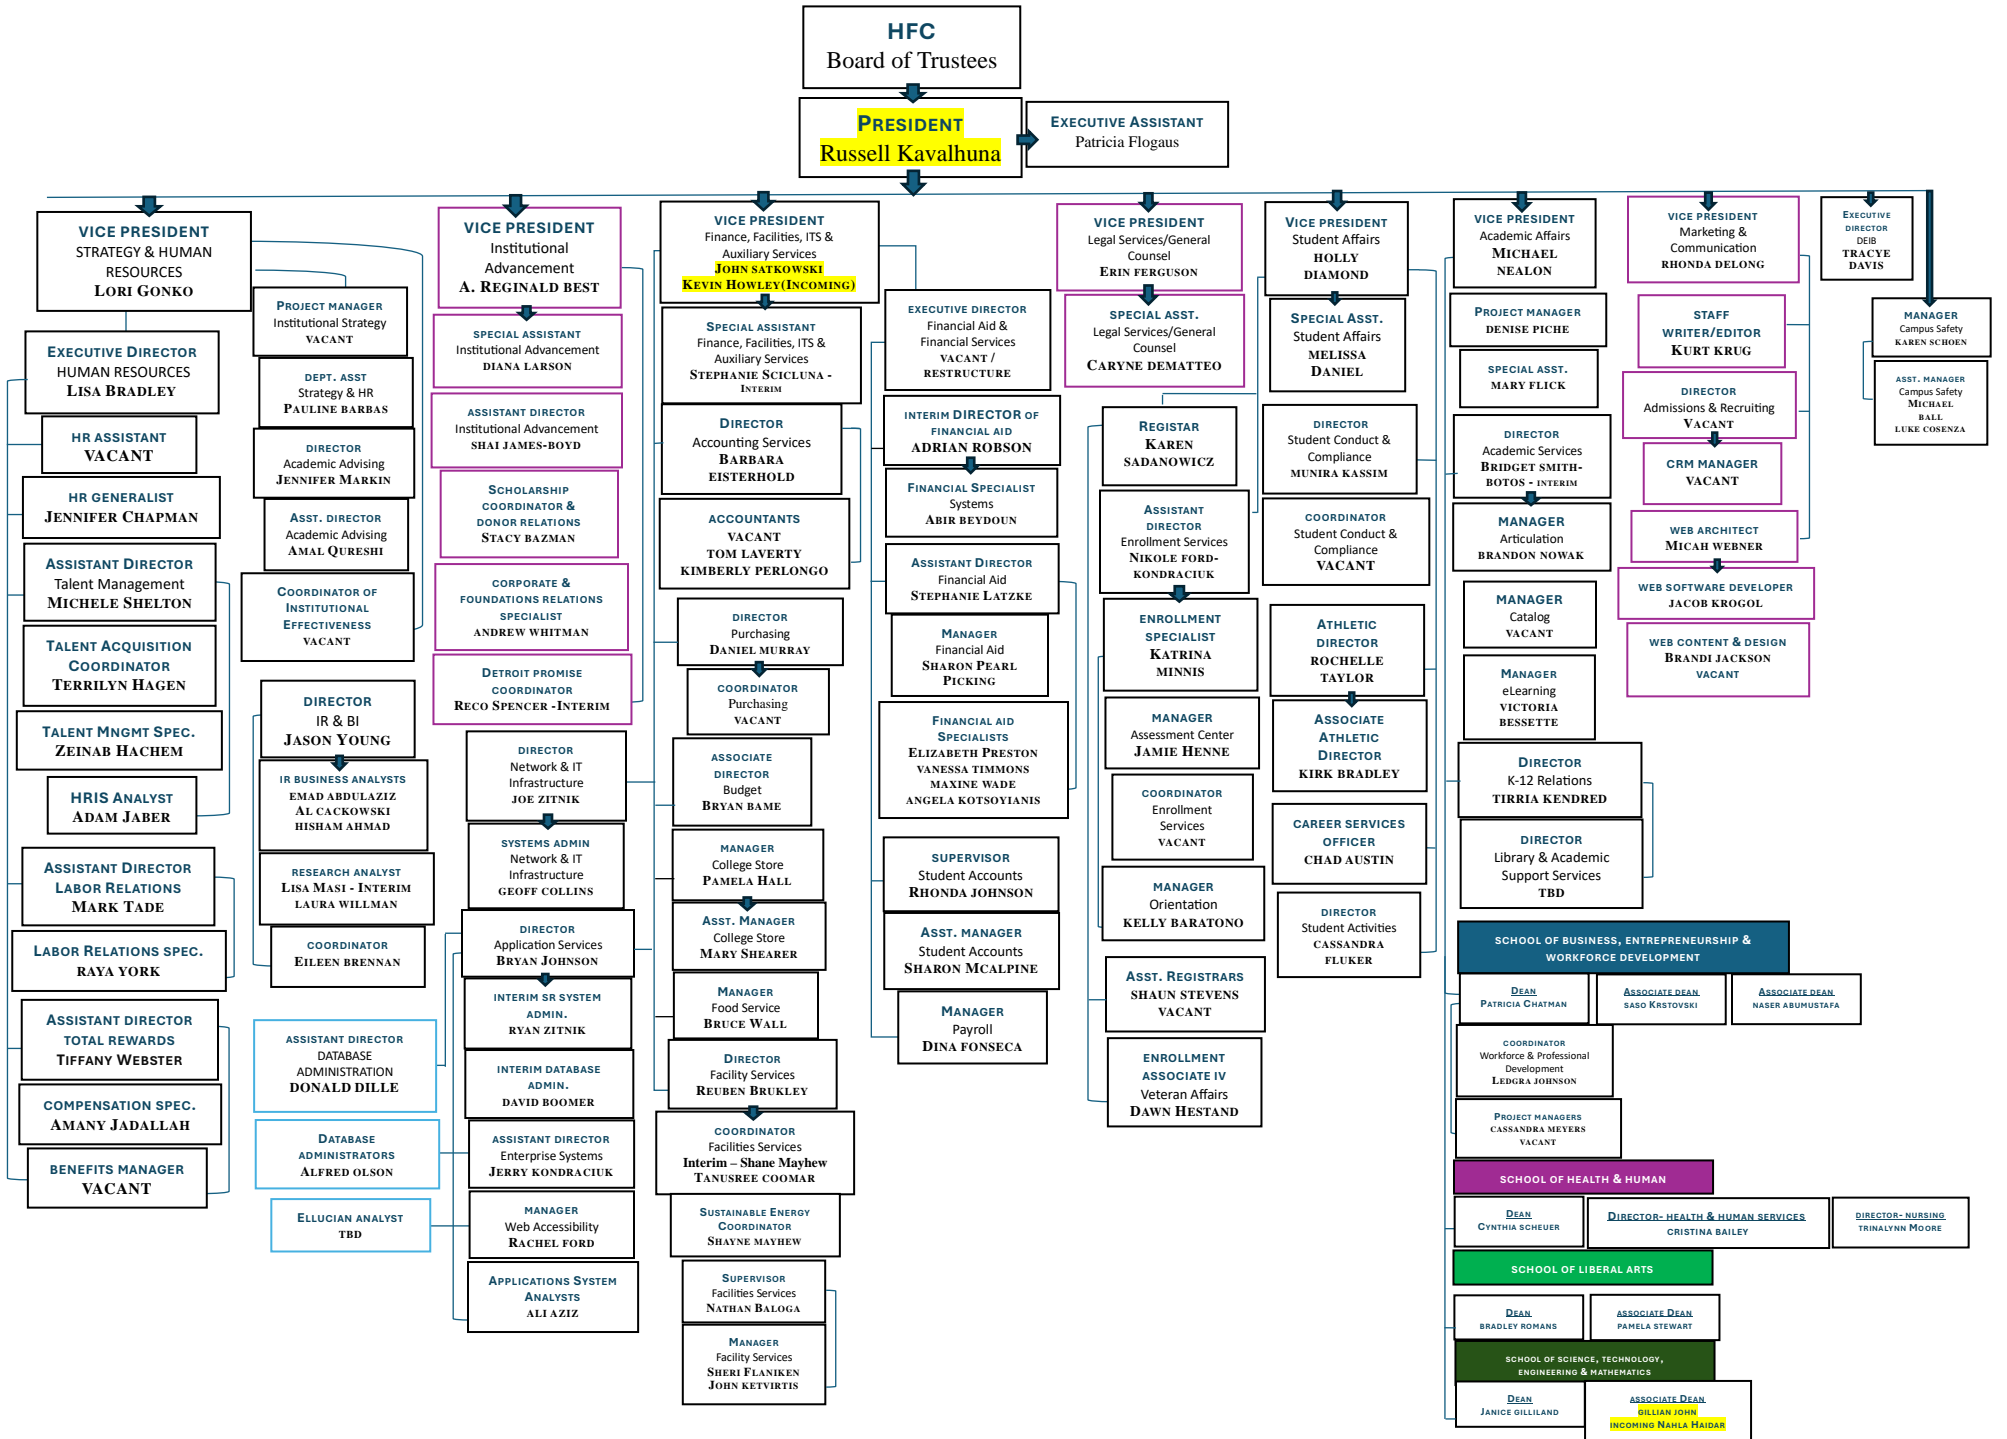 HFC
Board of Trustees
PRESIDENT
Russell Kavalhuna
EXECUTIVE ASSISTANT
Patricia Flogaus
VICE PRESIDENT
STRATEGY & HUMAN
RESOURCES
LORI GONKO
EXECUTIVE DIRECTOR
HUMAN RESOURCES
LISA BRADLEY
HR ASSISTANT
VACANT
HR GENERALIST
JENNIFER CHAPMAN
ASSISTANT DIRECTOR
Talent Management
MICHELE SHELTON
TALENT ACQUISITION
COORDINATOR
TERRILYN HAGEN
TALENT MNGMT SPEC.
ZEINAB HACHEM
HRIS ANALYST
ADAM JABER
ASSISTANT DIRECTOR
LABOR RELATIONS
MARK TADE
LABOR RELATIONS SPEC.
RAYA YORK
ASSISTANT DIRECTOR
TOTAL REWARDS
TIFFANY WEBSTER
COMPENSATION SPEC.
AMANY JADALLAH
BENEFITS MANAGER
VACANT
PROJECT MANAGER
Institutional Strategy
VACANT
DEPT. ASST
Strategy & HR
PAULINE BARBAS
DIRECTOR
Academic Advising
JENNIFER MARKIN
ASST. DIRECTOR
Academic Advising
AMAL QURESHI
COORDINATOR OF
INSTITUTIONAL
EFFECTIVENESS
VACANT
DIRECTOR
IR & BI
JASON YOUNG
IR BUSINESS ANALYSTS
EMAD ABDULAZIZ
AL CACKOWSKI
HISHAM AHMAD
RESEARCH ANALYST
LISA MASI - INTERIM
LAURA WILLMAN
COORDINATOR
EILEEN BRENNAN
ASSISTANT DIRECTOR
DATABASE
ADMINISTRATION
DONALD DILLE
DATABASE
ADMINISTRATORS
ALFRED OLSON
ELLUCIAN ANALYST
TBD
VICE PRESIDENT
Institutional
Advancement
A. REGINALD BEST
SPECIAL ASSISTANT
Institutional Advancement
DIANA LARSON
ASSISTANT DIRECTOR
Institutional Advancement
SHAI JAMES-BOYD
SCHOLARSHIP
COORDINATOR &
DONOR RELATIONS
STACY BAZMAN
CORPORATE &
FOUNDATIONS RELATIONS
SPECIALIST
ANDREW WHITMAN
DETROIT PROMISE
COORDINATOR
RECO SPENCER -INTERIM
DIRECTOR
Network & IT
Infrastructure
JOE ZITNIK
SYSTEMS ADMIN
Network & IT
Infrastructure
GEOFF COLLINS
DIRECTOR
Application Services
BRYAN JOHNSON
INTERIM SR SYSTEM
ADMIN.
RYAN ZITNIK
INTERIM DATABASE
ADMIN.
DAVID BOOMER
ASSISTANT DIRECTOR
Enterprise Systems
JERRY KONDRACIUK
MANAGER
Web Accessibility
RACHEL FORD
APPLICATIONS SYSTEM
ANALYSTS
ALI AZIZ
VICE PRESIDENT
Finance, Facilities, ITS &
Auxiliary Services
JOHN SATKOWSKI
KEVIN HOWLEY(INCOMING)
SPECIAL ASSISTANT
Finance, Facilities, ITS &
Auxiliary Services
STEPHANIE SCICLUNA -
INTERIM
DIRECTOR
Accounting Services
BARBARA
EISTERHOLD
ACCOUNTANTS
VACANT
TOM LAVERTY
KIMBERLY PERLONGO
DIRECTOR
Purchasing
DANIEL MURRAY
COORDINATOR
Purchasing
VACANT
ASSOCIATE
DIRECTOR
Budget
BRYAN BAME
MANAGER
College Store
PAMELA HALL
ASST. MANAGER
College Store
MARY SHEARER
MANAGER
Food Service
BRUCE WALL
DIRECTOR
Facility Services
REUBEN BRUKLEY
COORDINATOR
Facilities Services
Interim – Shane Mayhew
TANUSREE COOMAR
SUSTAINABLE ENERGY
COORDINATOR
SHAYNE MAYHEW
SUPERVISOR
Facilities Services
NATHAN BALOGA
MANAGER
Facility Services
SHERI FLANIKEN
JOHN KETVIRTIS
EXECUTIVE DIRECTOR
Financial Aid &
Financial Services
VACANT /
RESTRUCTURE
INTERIM DIRECTOR OF
FINANCIAL AID
ADRIAN ROBSON
FINANCIAL SPECIALIST
Systems
ABIR BEYDOUN
ASSISTANT DIRECTOR
Financial Aid
STEPHANIE LATZKE
MANAGER
Financial Aid
SHARON PEARL
PICKING
FINANCIAL AID
SPECIALISTS
ELIZABETH PRESTON
VANESSA TIMMONS
MAXINE WADE
ANGELA KOTSOYIANIS
SUPERVISOR
Student Accounts
RHONDA JOHNSON
ASST. MANAGER
Student Accounts
SHARON MCALPINE
MANAGER
Payroll
DINA FONSECA
VICE PRESIDENT
Legal Services/General
Counsel
ERIN FERGUSON
SPECIAL ASST.
Legal Services/General
Counsel
CARYNE DEMATTEO
REGISTAR
KAREN
SADANOWICZ
ASSISTANT
DIRECTOR
Enrollment Services
NIKOLE FORD-
KONDRACIUK
ENROLLMENT
SPECIALIST
KATRINA
MINNIS
MANAGER
Assessment Center
JAMIE HENNE
COORDINATOR
Enrollment
Services
VACANT
MANAGER
Orientation
KELLY BARATONO
ASST. REGISTRARS
SHAUN STEVENS
VACANT
ENROLLMENT
ASSOCIATE IV
Veteran Affairs
DAWN HESTAND
VICE PRESIDENT
Student Affairs
HOLLY
DIAMOND
SPECIAL ASST.
Student Affairs
MELISSA
DANIEL
DIRECTOR
Student Conduct &
Compliance
MUNIRA KASSIM
COORDINATOR
Student Conduct &
Compliance
VACANT
ATHLETIC
DIRECTOR
ROCHELLE
TAYLOR
ASSOCIATE
ATHLETIC
DIRECTOR
KIRK BRADLEY
CAREER SERVICES
OFFICER
CHAD AUSTIN
DIRECTOR
Student Activities
CASSANDRA
FLUKER
VICE PRESIDENT
Academic Affairs
MICHAEL
NEALON
PROJECT MANAGER
DENISE PICHE
SPECIAL ASST.
MARY FLICK
DIRECTOR
Academic Services
BRIDGET SMITH-
BOTOS - INTERIM
MANAGER
Articulation
BRANDON NOWAK
MANAGER
Catalog
VACANT
MANAGER
eLearning
VICTORIA
BESSETTE
DIRECTOR
K-12 Relations
TIRRIA KENDRED
DIRECTOR
Library & Academic
Support Services
TBD
SCHOOL OF BUSINESS, ENTREPRENEURSHIP &
WORKFORCE DEVELOPMENT
DEAN
PATRICIA CHATMAN
ASSOCIATE DEAN
SASO KRSTOVSKI
ASSOCIATE DEAN
NASER ABUMUSTAFA
COORDINATOR
Workforce & Professional
Development
LEDGRA JOHNSON
PROJECT MANAGERS
CASSANDRA MEYERS
VACANT
SCHOOL OF HEALTH & HUMAN
DEAN
CYNTHIA SCHEUER
DIRECTOR- HEALTH & HUMAN SERVICES
CRISTINA BAILEY
DIRECTOR- NURSING
TRINALYNN MOORE
SCHOOL OF LIBERAL ARTS
DEAN
BRADLEY ROMANS
ASSOCIATE DEAN
PAMELA STEWART
SCHOOL OF SCIENCE, TECHNOLOGY,
ENGINEERING & MATHEMATICS
DEAN
JANICE GILLILAND
ASSOCIATE DEAN
GILLIAN JOHN
INCOMING NAHLA HAIDAR
VICE PRESIDENT
Marketing &
Communication
RHONDA DELONG
STAFF
WRITER/EDITOR
KURT KRUG
DIRECTOR
Admissions & Recruiting
VACANT
CRM MANAGER
VACANT
WEB ARCHITECT
MICAH WEBNER
WEB SOFTWARE DEVELOPER
JACOB KROGOL
WEB CONTENT & DESIGN
BRANDI JACKSON
VACANT
EXECUTIVE
DIRECTOR
DEIB
TRACYE
DAVIS
MANAGER
Campus Safety
KAREN SCHOEN
ASST. MANAGER
Campus Safety
MICHAEL
BALL
LUKE COSENZA